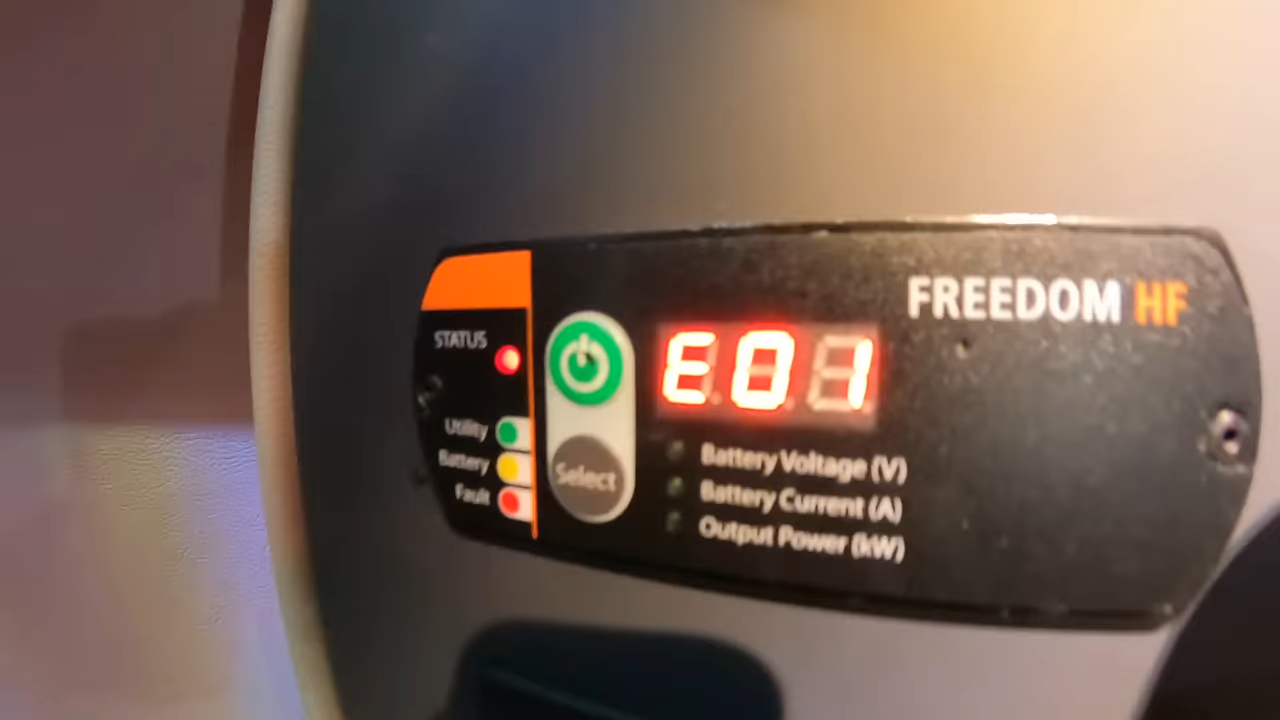 FREEDOM HF
STATUS
E01
Utility
Battery
Fault
Select
Battery Voltage (V)
Battery Current (A)
Output Power (kW)